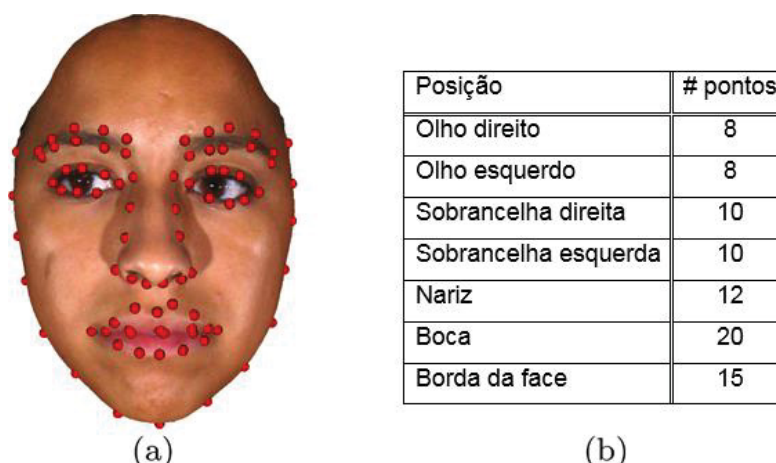 Posição # pontos
Olho direito 8
Olho esquerdo 8
Sobrancelha direita 10
Sobrancelha esquerda 10
Nariz 12
Boca 20
Borda da face 15
(a) (b)